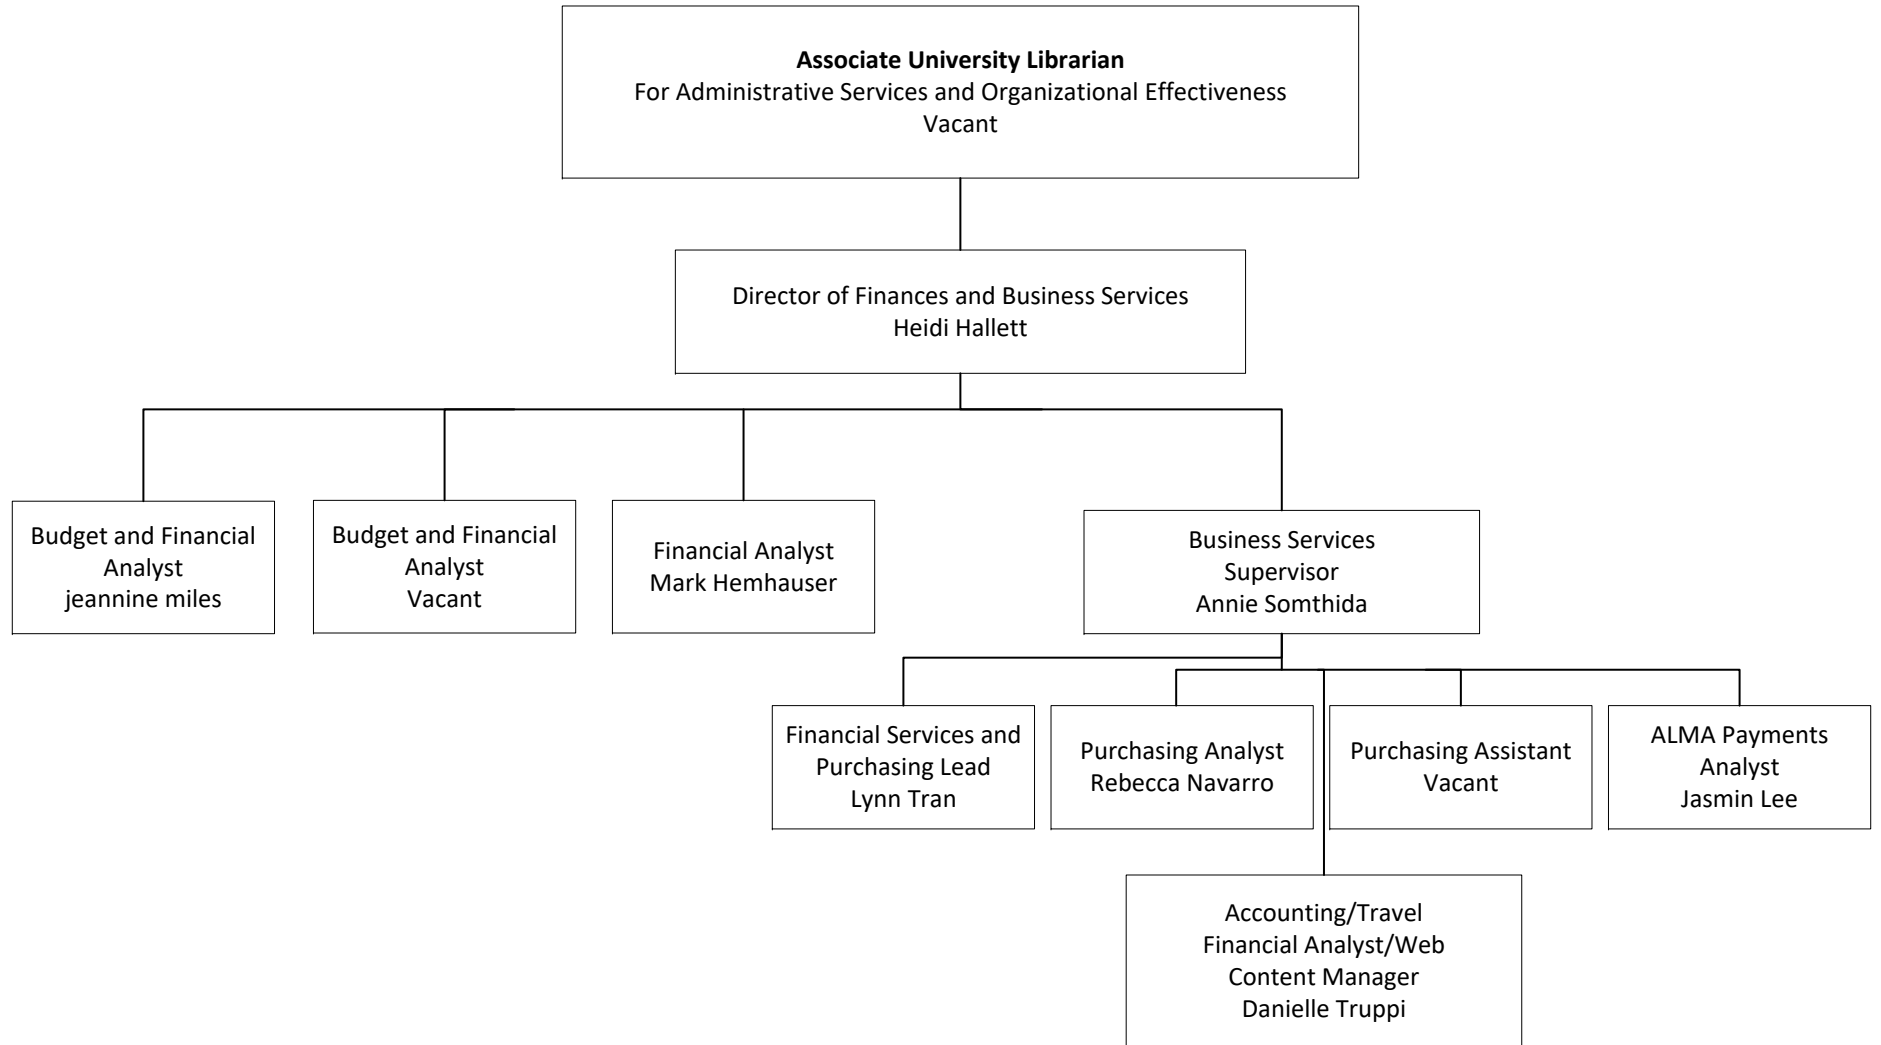 Associate University Librarian
For Administrative Services and Organizational Effectiveness
Vacant
Director of Finances and Business Services
Heidi Hallett
Budget and Financial
Analyst
jeannine miles
Budget and Financial
Analyst
Vacant
Financial Analyst
Mark Hemhauser
Business Services
Supervisor
Annie Somthida
Financial Services and
Purchasing Lead
Lynn Tran
Purchasing Analyst
Rebecca Navarro
Purchasing Assistant
Vacant
ALMA Payments
Analyst
Jasmin Lee
Accounting/Travel
Financial Analyst/Web
Content Manager
Danielle Truppi